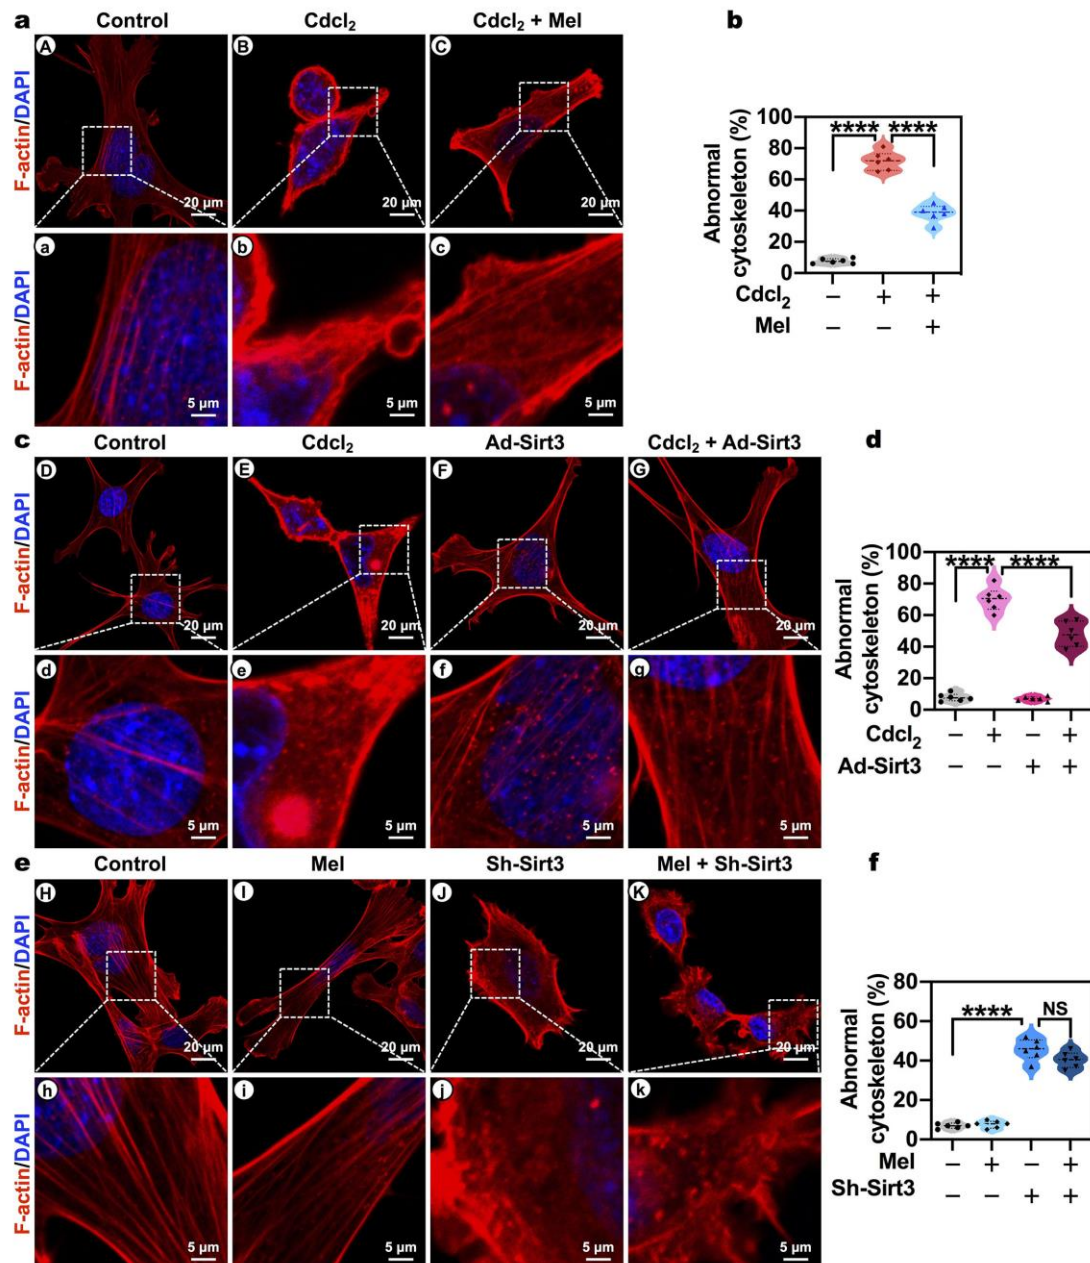 a Control Cdcl₂ Cdcl₂ + Mel
F-actin/DAPI
A 20 μm
B 20 μm
C 20 μm
F-actin/DAPI
a 5 μm
b 5 μm
c 5 μm
b
Abnormal
cytoskeleton (%)
**** ****
100
80
60
40
20
0
Cdcl₂ − + +
Mel − − +
c Control Cdcl₂ Ad-Sirt3 Cdcl₂ + Ad-Sirt3
F-actin/DAPI
D 20 μm
E 20 μm
F 20 μm
G 20 μm
F-actin/DAPI
d 5 μm
e 5 μm
f 5 μm
g 5 μm
d
Abnormal
cytoskeleton (%)
**** ****
100
80
60
40
20
0
Cdcl₂ − + − +
Ad-Sirt3 − − + +
e Control Mel Sh-Sirt3 Mel + Sh-Sirt3
F-actin/DAPI
H 20 μm
I 20 μm
J 20 μm
K 20 μm
F-actin/DAPI
h 5 μm
i 5 μm
j 5 μm
k 5 μm
f
Abnormal
cytoskeleton (%)
**** NS
80
60
40
20
0
Mel − + − +
Sh-Sirt3 − − + +